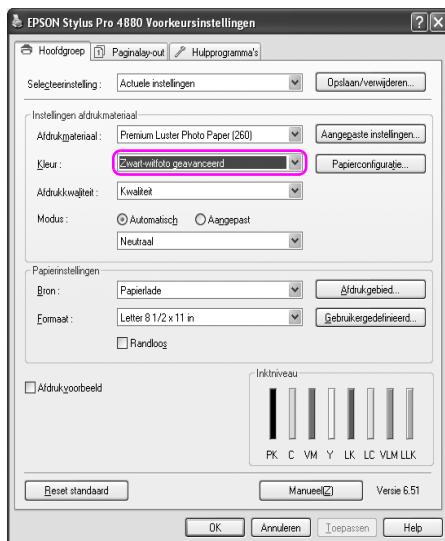 EPSON Stylus Pro 4880 Voorkeursinstellingen
Hoofdgroep Paginalay-out Hulpprogramma's
Selecteerinstelling : Actuele instellingen Opslaan/verwijderen...
Instellingen afdrukmateriaal
Afdrukmateriaal : Premium Luster Photo Paper (260) Aangepaste instellingen...
Kleur : Zwart-witfoto geavanceerd Papierconfiguratie...
Afdrukkwaliteit : Kwaliteit
Modus : Automatisch Aangepast
Neutraal
Papierinstellingen
Bron : Papierlade Afdrukgebied...
Formaat : Letter 8 1/2 x 11 in Gebruikergedefinieerd...
Randloos
Afdrukvoorbeeld
Inktniveau
PK C VM Y LK LC VLM LLK
Reset standaard Manueel(Z) Versie 6.51
OK Annuleren Toepassen Help